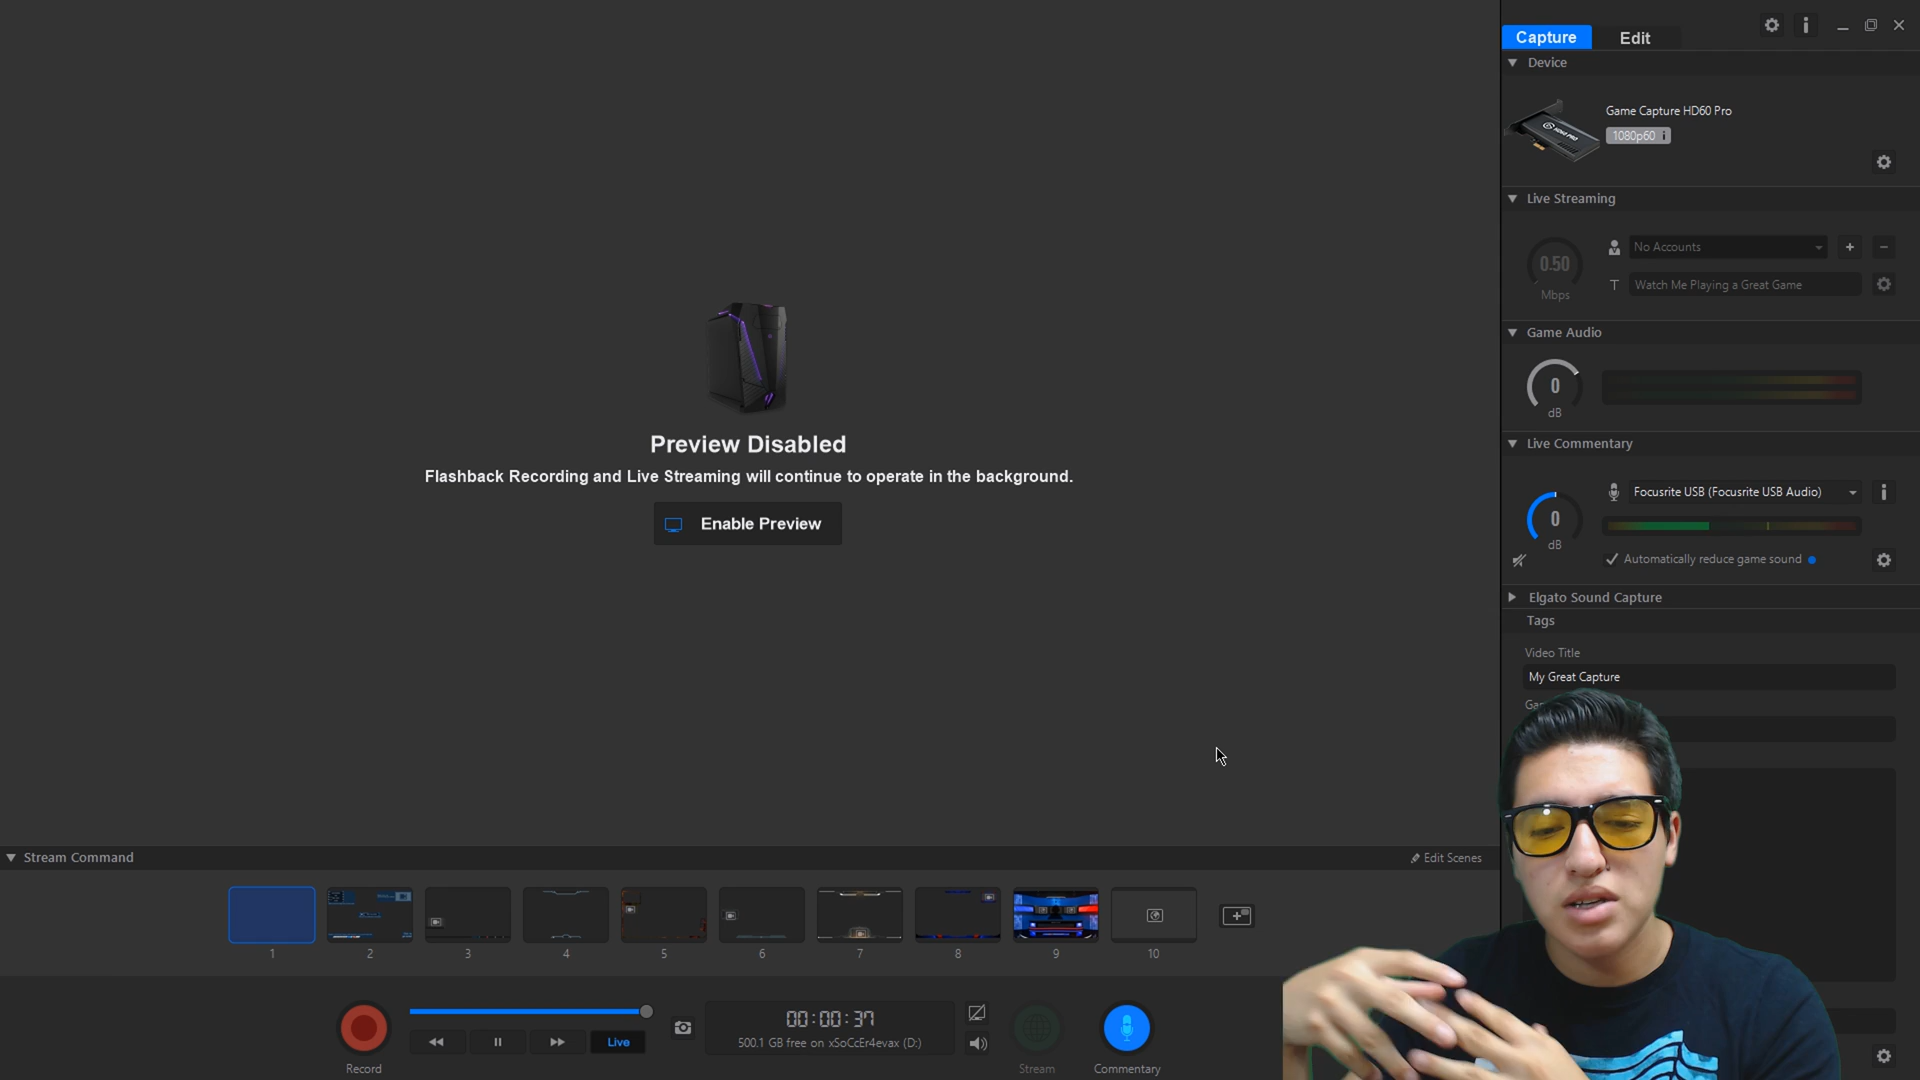 Capture
Edit
Device
Game Capture HD60 Pro
1080p60 i
Live Streaming
0.50
Mbps
No Accounts
T Watch Me Playing a Great Game
Game Audio
0
dB
Live Commentary
Focusrite USB (Focusrite USB Audio)
0
dB
Automatically reduce game sound
Elgato Sound Capture
Tags
Video Title
My Great Capture
Preview Disabled
Flashback Recording and Live Streaming will continue to operate in the background.
Enable Preview
Stream Command
Edit Scenes
1 2 3 4 5 6 7 8 9 10
00:00:37
500.1 GB free on xSoCcEr4evax (D:)
Live
Record
Stream
Commentary